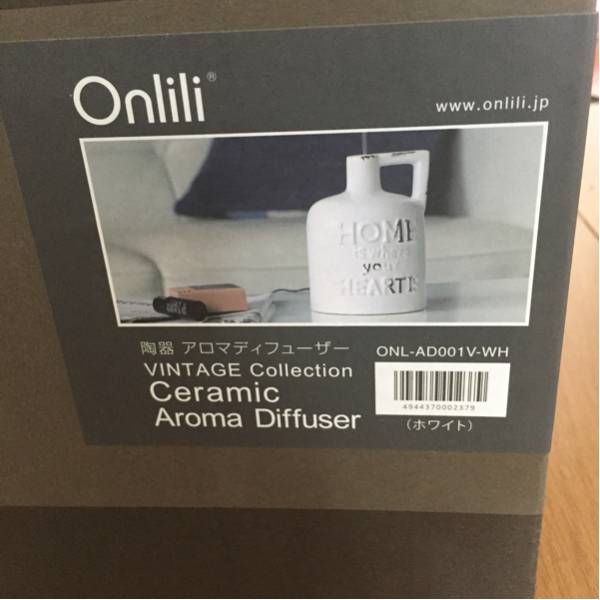 Onlili®
www.onlili.jp
HOME
is where
your
HEART IS
陶器 アロマディフューザー
VINTAGE Collection
Ceramic
Aroma Diffuser
ONL-AD001V-WH
4944370002379
（ホワイト）